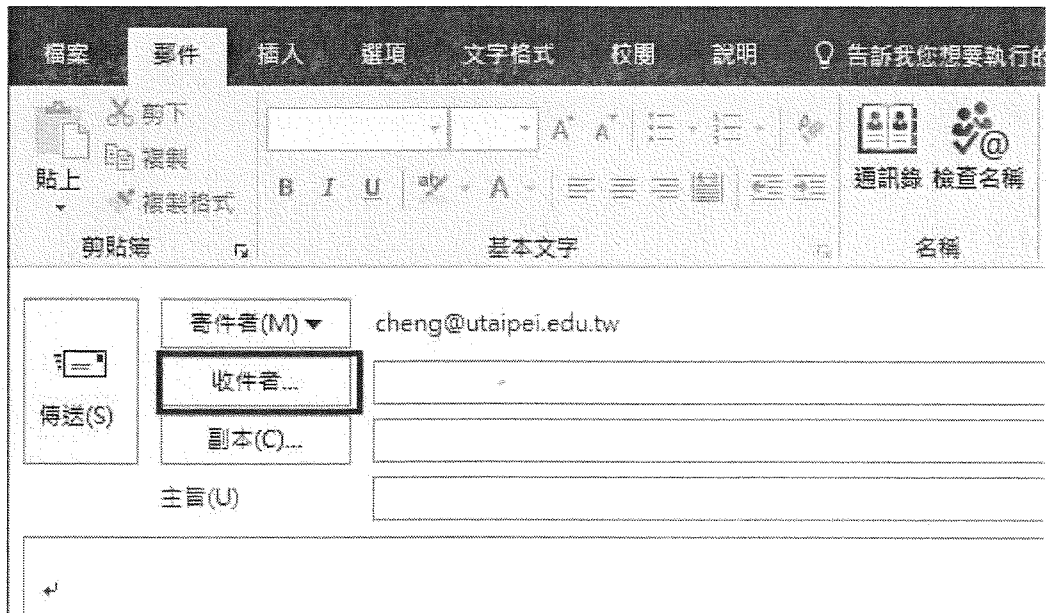 檔案 郵件 插入 選項 文字格式 校閱 說明 告訴我您想要執行的
剪下
複製
貼上
複製格式
A A
B I U aby A
通訊錄 檢查名稱
剪貼簿 基本文字 名稱
寄件者(M) cheng@utaipei.edu.tw
收件者...
傳送(S)
副本(C)...
主旨(U)